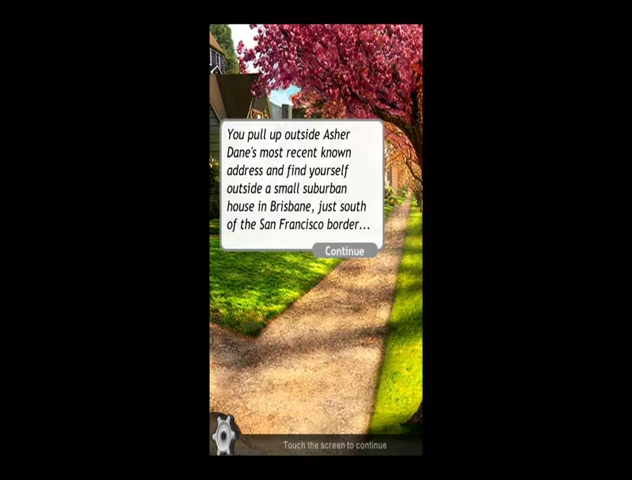 You pull up outside Asher
Dane's most recent known
address and find yourself
outside a small suburban
house in Brisbane, just south
of the San Francisco border...
Continue
Touch the screen to continue